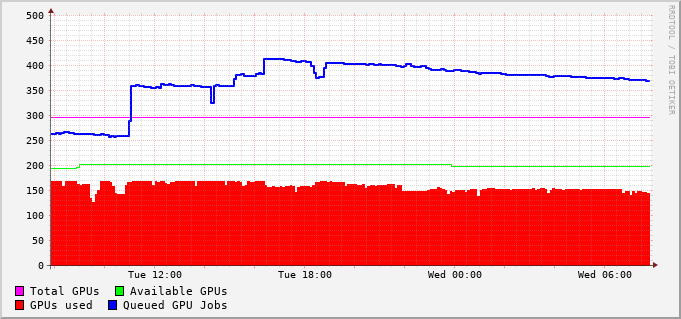 500
450
400
350
300
250
200
150
100
50
0
Tue 12:00 Tue 18:00 Wed 00:00 Wed 06:00
Total GPUs Available GPUs
GPUs used Queued GPU Jobs
RRDTOOL / TOBI OETIKER